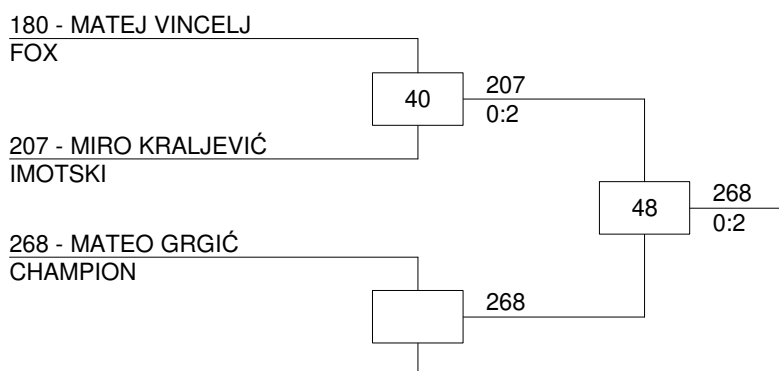 180 - MATEJ VINCELJ
FOX
40
207
0:2
207 - MIRO KRALJEVIĆ
IMOTSKI
48
268
0:2
268 - MATEO GRGIĆ
CHAMPION
268